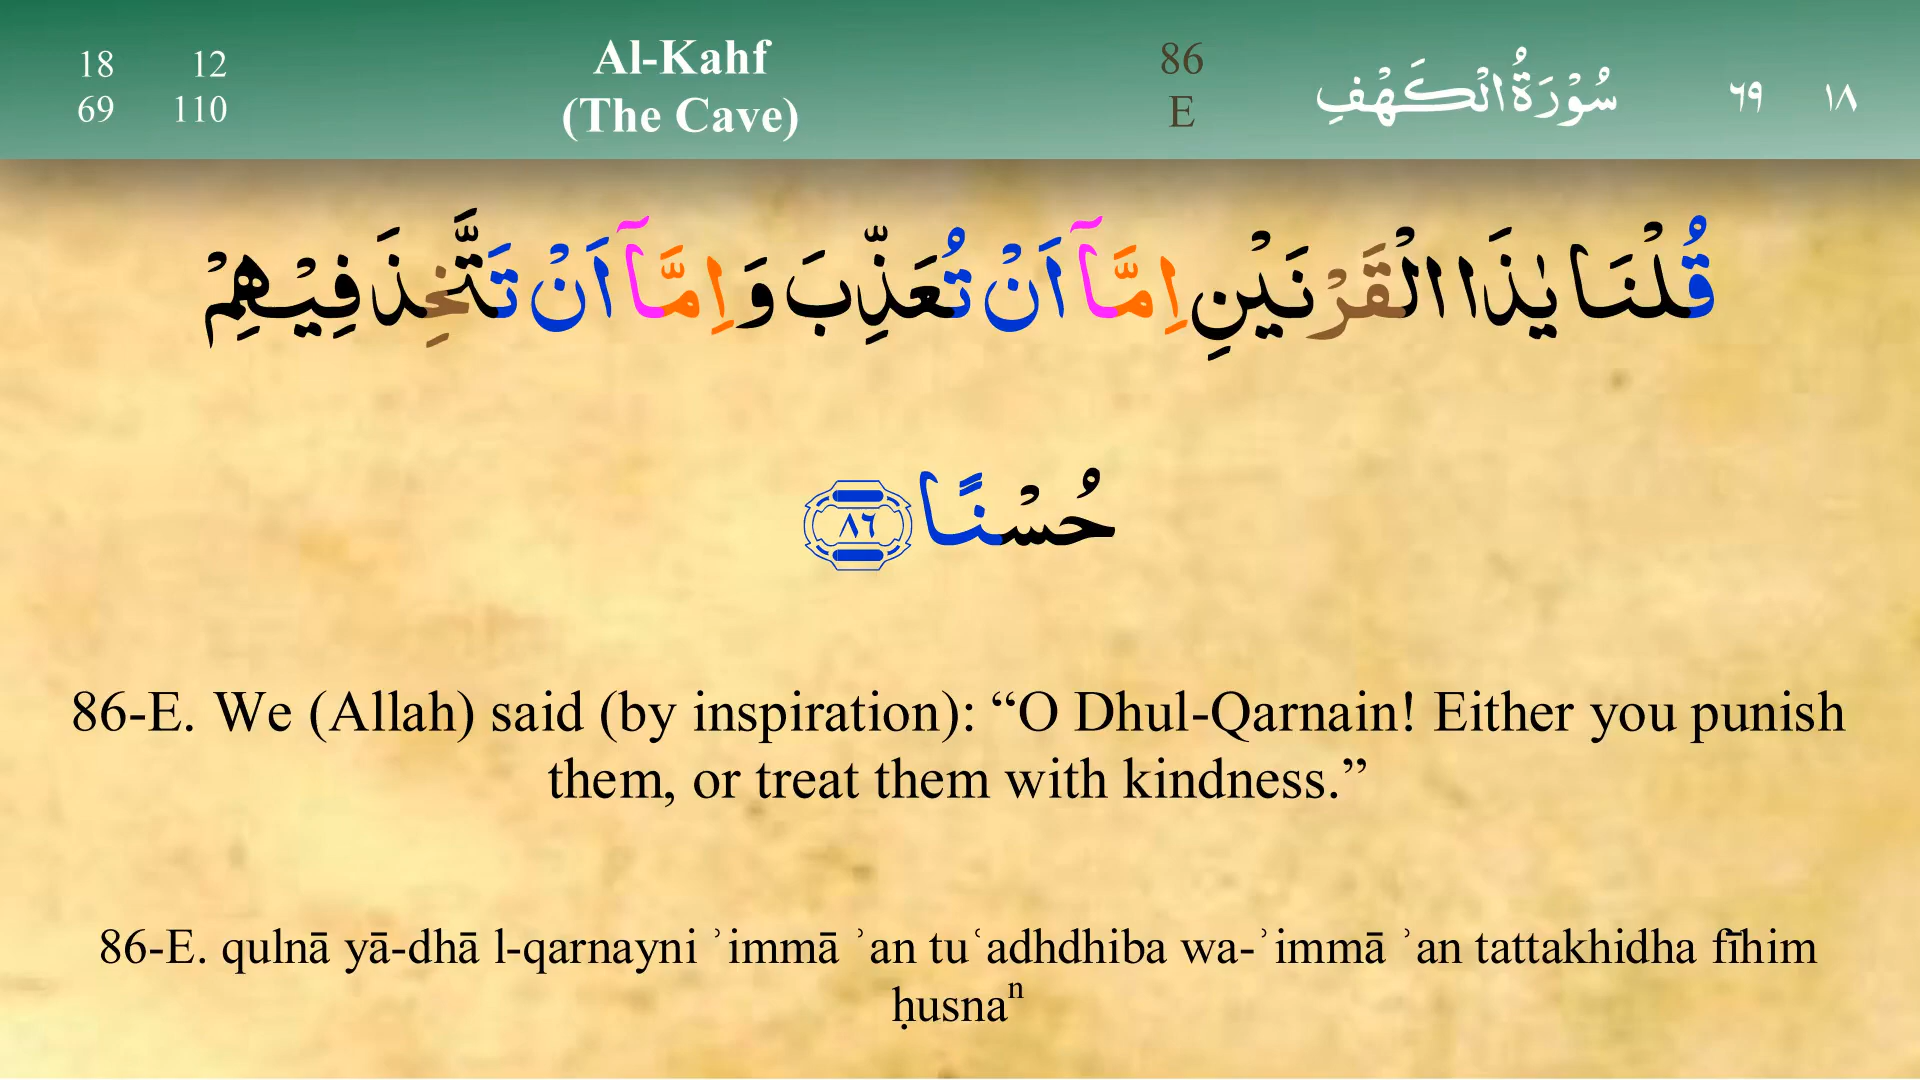 18 12
69 110
Al-Kahf
(The Cave)
86
E
سُوْرَةُ الْكَهْفِ ٦٩ ١٨
قُلْنَا يٰذَا الْقَرْنَيْنِ اِمَّاۤ اَنْ تُعَذِّبَ وَ اِمَّاۤ اَنْ تَتَّخِذَ فِيْهِمْ
حُسْنًا ٨٦
86-E. We (Allah) said (by inspiration): “O Dhul-Qarnain! Either you punish
them, or treat them with kindness.”
86-E. qulnā yā-dhā l-qarnayni ʾimmā ʾan tuʿadhdhiba wa-ʾimmā ʾan tattakhidha fīhim
ḥusnaⁿ